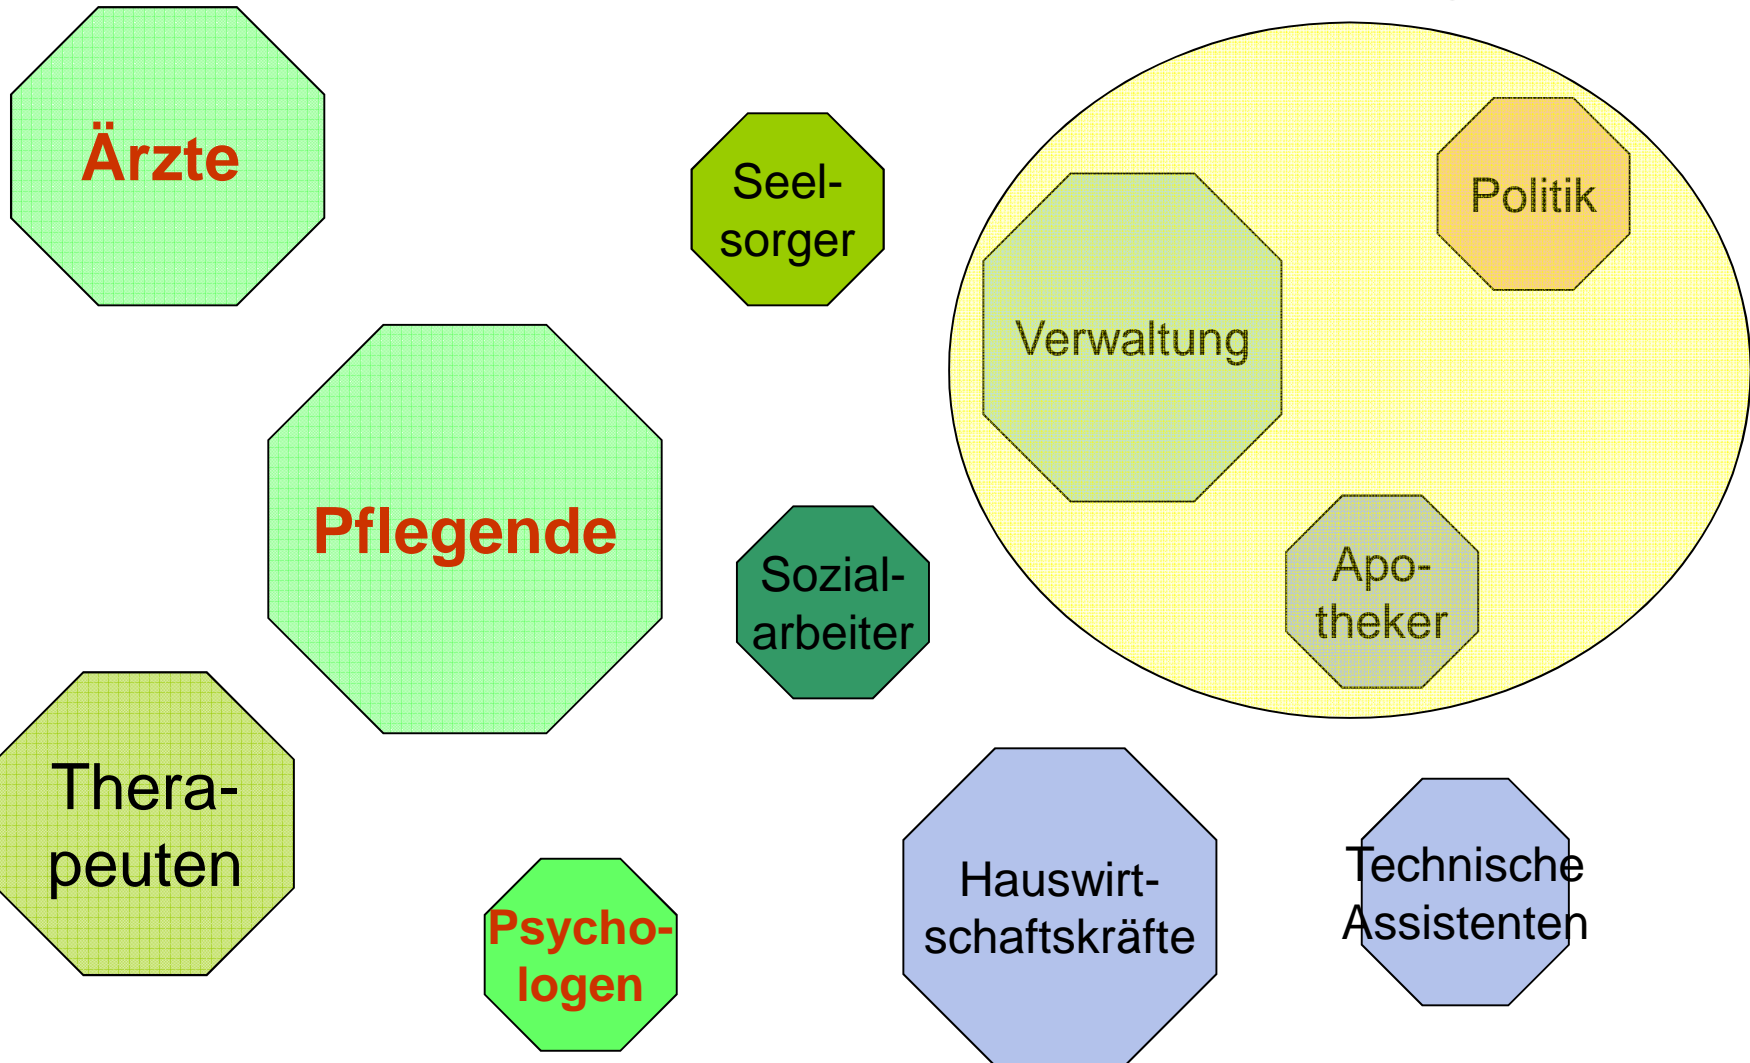 Ärzte
Seel-
sorger
Politik
Verwaltung
Pflegende
Sozial-
arbeiter
Apo-
theker
Thera-
peuten
Psycho-
logen
Hauswirt-
schaftskräfte
Technische
Assistenten